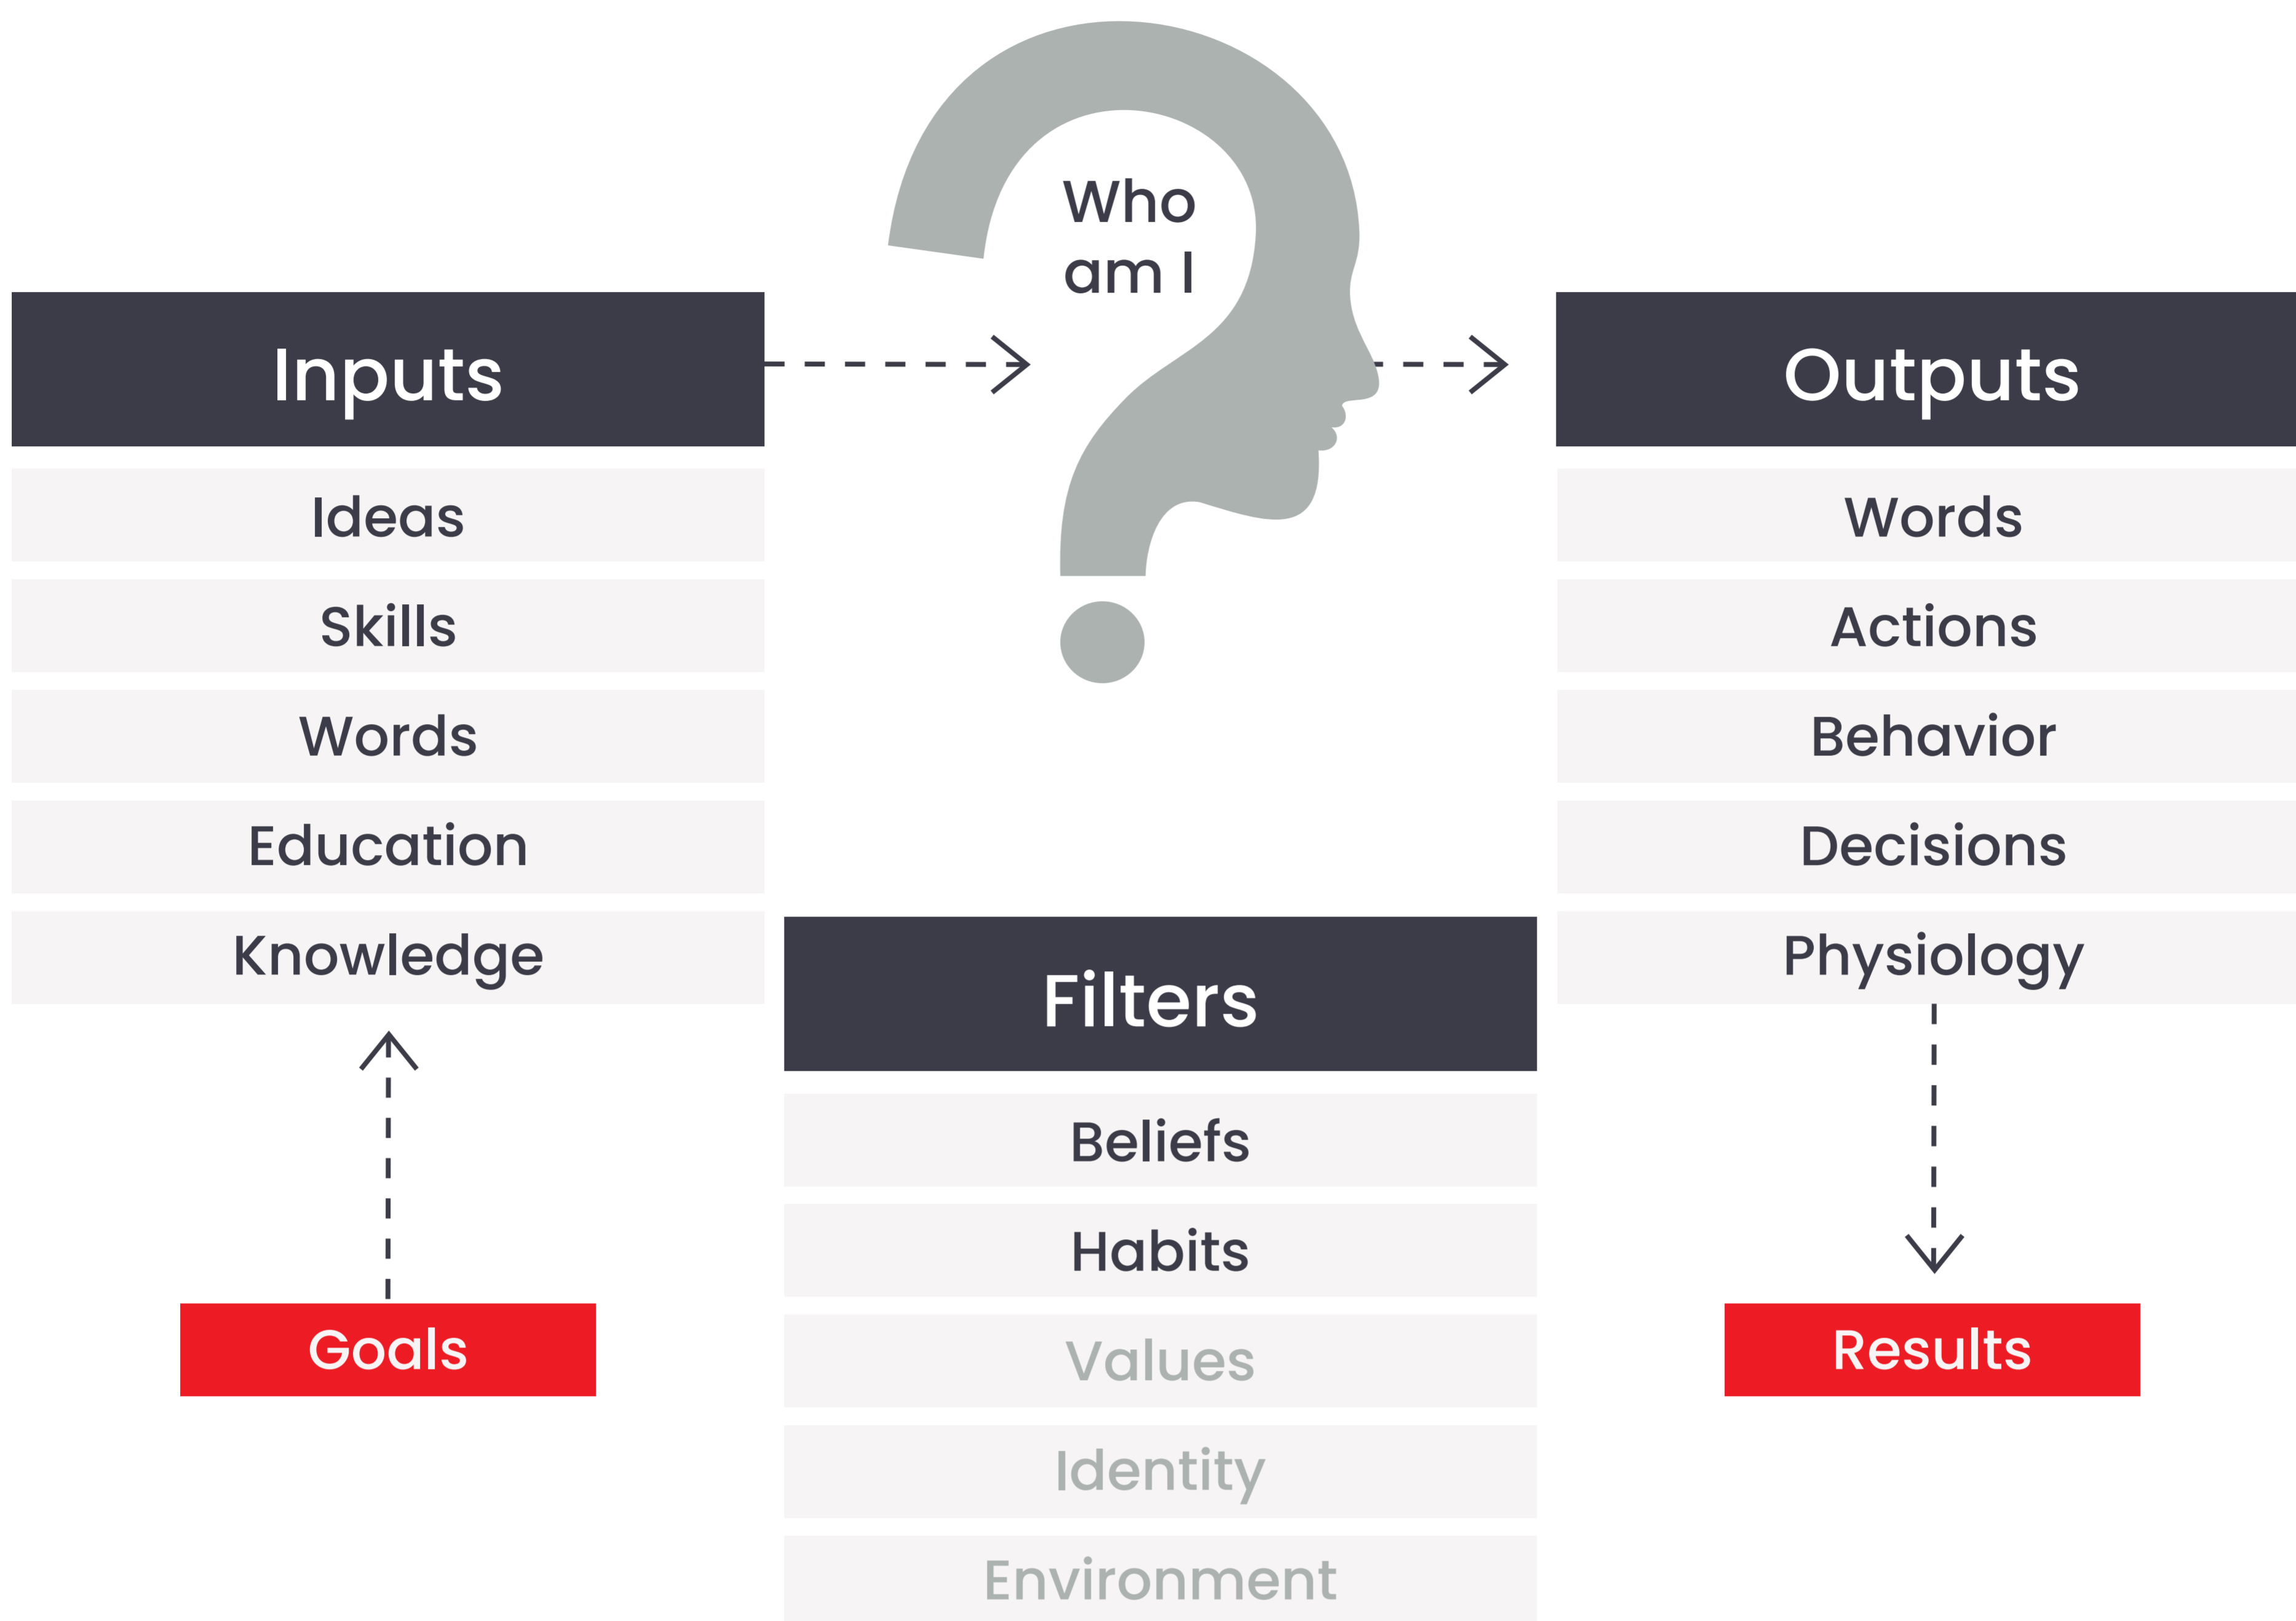 Who
am I
Inputs
Ideas
Skills
Words
Education
Knowledge
Goals
Filters
Beliefs
Habits
Values
Identity
Environment
Outputs
Words
Actions
Behavior
Decisions
Physiology
Results